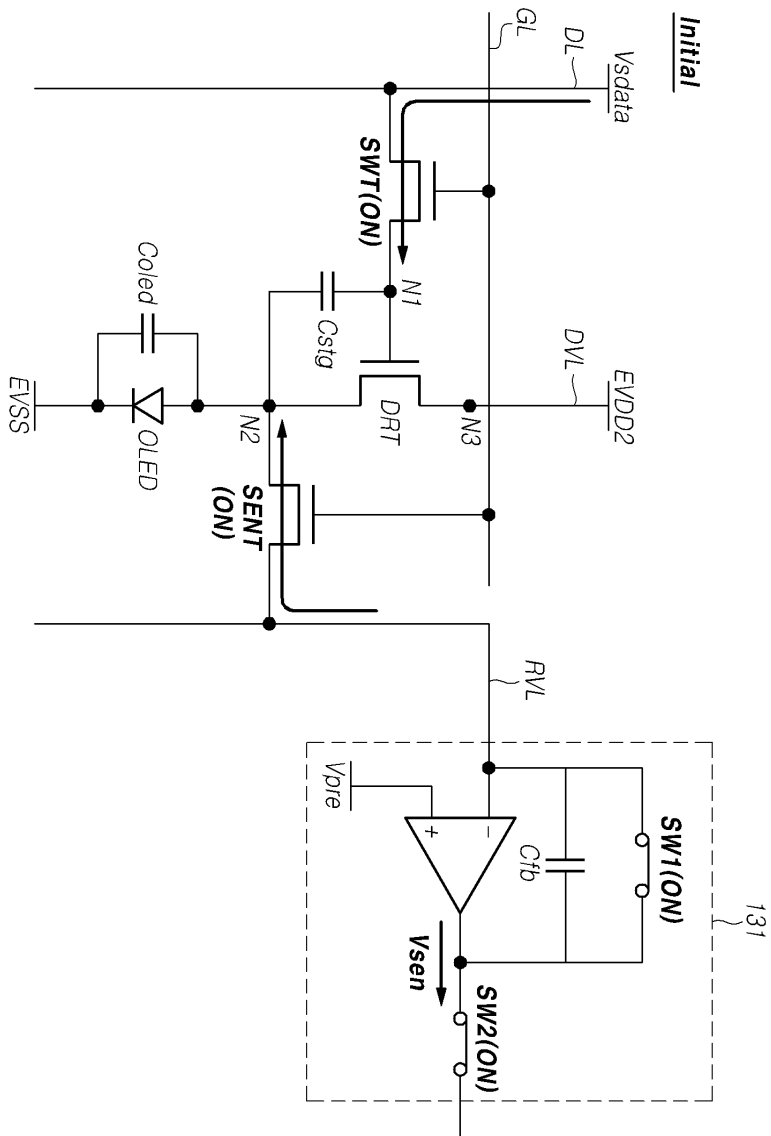 Initial
Vsdata
DL
GL
EVDD2
DVL
SWT(ON)
N1
N3
Cstg
DRT
N2
Coled
OLED
EVSS
SENT
(ON)
RVL
131
SW1(ON)
Cfb
Vpre
−
+
Vsen
SW2(ON)